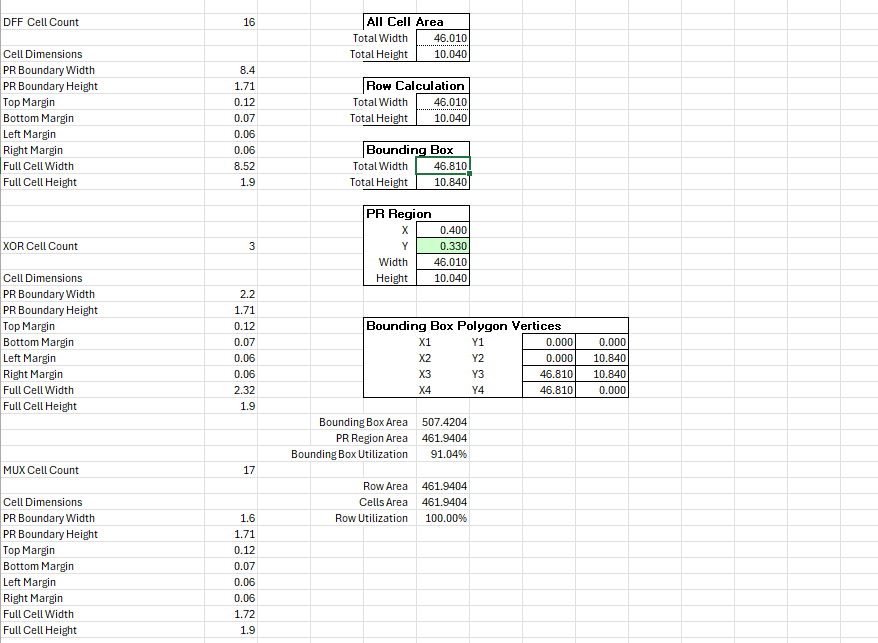 DFF Cell Count 16 All Cell Area
Total Width 46.010
Cell Dimensions Total Height 10.040
PR Boundary Width 8.4
PR Boundary Height 1.71 Row Calculation
Top Margin 0.12 Total Width 46.010
Bottom Margin 0.07 Total Height 10.040
Left Margin 0.06
Right Margin 0.06 Bounding Box
Full Cell Width 8.52 Total Width 46.810
Full Cell Height 1.9 Total Height 10.840
PR Region
X 0.400
XOR Cell Count 3 Y 0.330
Width 46.010
Cell Dimensions Height 10.040
PR Boundary Width 2.2
PR Boundary Height 1.71
Top Margin 0.12 Bounding Box Polygon Vertices
Bottom Margin 0.07 X1 Y1 0.000 0.000
Left Margin 0.06 X2 Y2 0.000 10.840
Right Margin 0.06 X3 Y3 46.810 10.840
Full Cell Width 2.32 X4 Y4 46.810 0.000
Full Cell Height 1.9
Bounding Box Area 507.4204
PR Region Area 461.9404
Bounding Box Utilization 91.04%
MUX Cell Count 17
Row Area 461.9404
Cell Dimensions Cells Area 461.9404
PR Boundary Width 1.6 Row Utilization 100.00%
PR Boundary Height 1.71
Top Margin 0.12
Bottom Margin 0.07
Left Margin 0.06
Right Margin 0.06
Full Cell Width 1.72
Full Cell Height 1.9